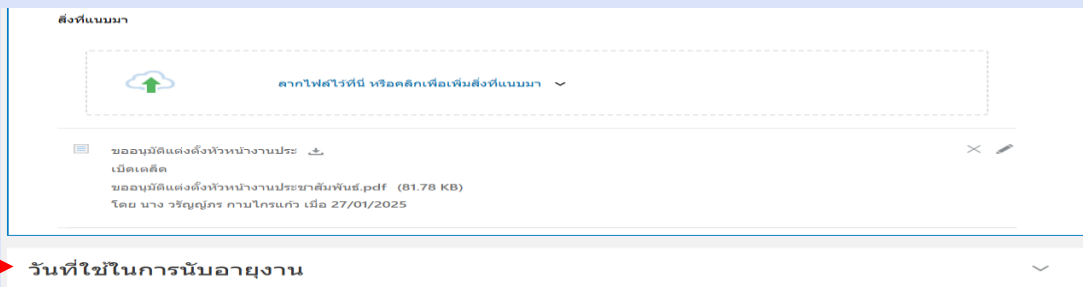 สิ่งที่แนบมา
ลากไฟล์ไว้ที่นี่ หรือคลิกเพื่อเพิ่มสิ่งที่แนบมา
ขออนุมัติแต่งตั้งหัวหน้างานประ
เบ็ดเตล็ด
ขออนุมัติแต่งตั้งหัวหน้างานประชาสัมพันธ์.pdf (81.78 KB)
โดย นาง วรัญญ์ภร กาบไกรแก้ว เมื่อ 27/01/2025
วันที่ใช้ในการนับอายุงาน